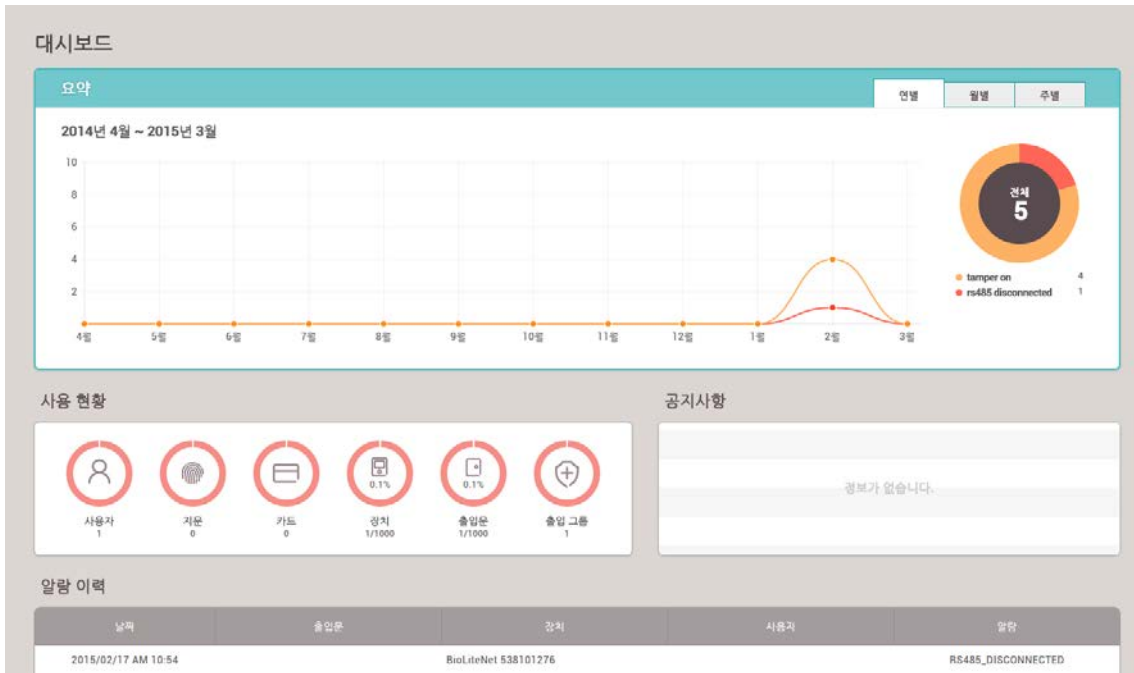 대시보드
요약
연별 월별 주별
2014년 4월 ~ 2015년 3월
10
8
6
4
2
4월 5월 6월 7월 8월 9월 10월 11월 12월 1월 2월 3월
전체
5
tamper on 4
rs485 disconnected 1
사용 현황
공지사항
0.1% 0.1%
사용자 지문 카드 장치 출입문 출입 그룹
1 0 0 1/1000 1/1000 1
경보가 없습니다.
알람 이력
날짜 출입문 장치 사용자 알람
2015/02/17 AM 10:54 BioLiteNet 538101276 RS485_DISCONNECTED